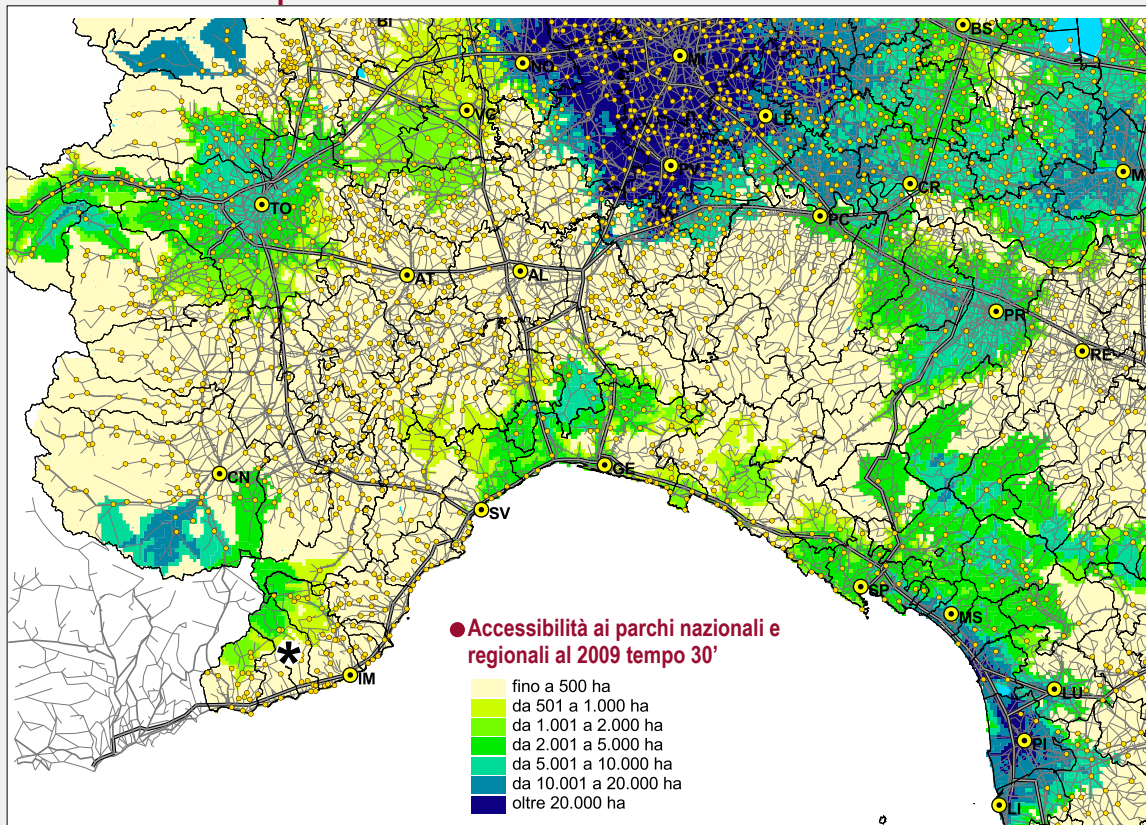 BI
BS
NO
MI
VC
LD
PV
CR
M
TO
PC
AT
AL
PR
RE
GE
CN
SV
SP
MS
*
IM
● Accessibilità ai parchi nazionali e
regionali al 2009 tempo 30’
LU
fino a 500 ha
da 501 a 1.000 ha
da 1.001 a 2.000 ha
PI
da 2.001 a 5.000 ha
da 5.001 a 10.000 ha
da 10.001 a 20.000 ha
oltre 20.000 ha
LI